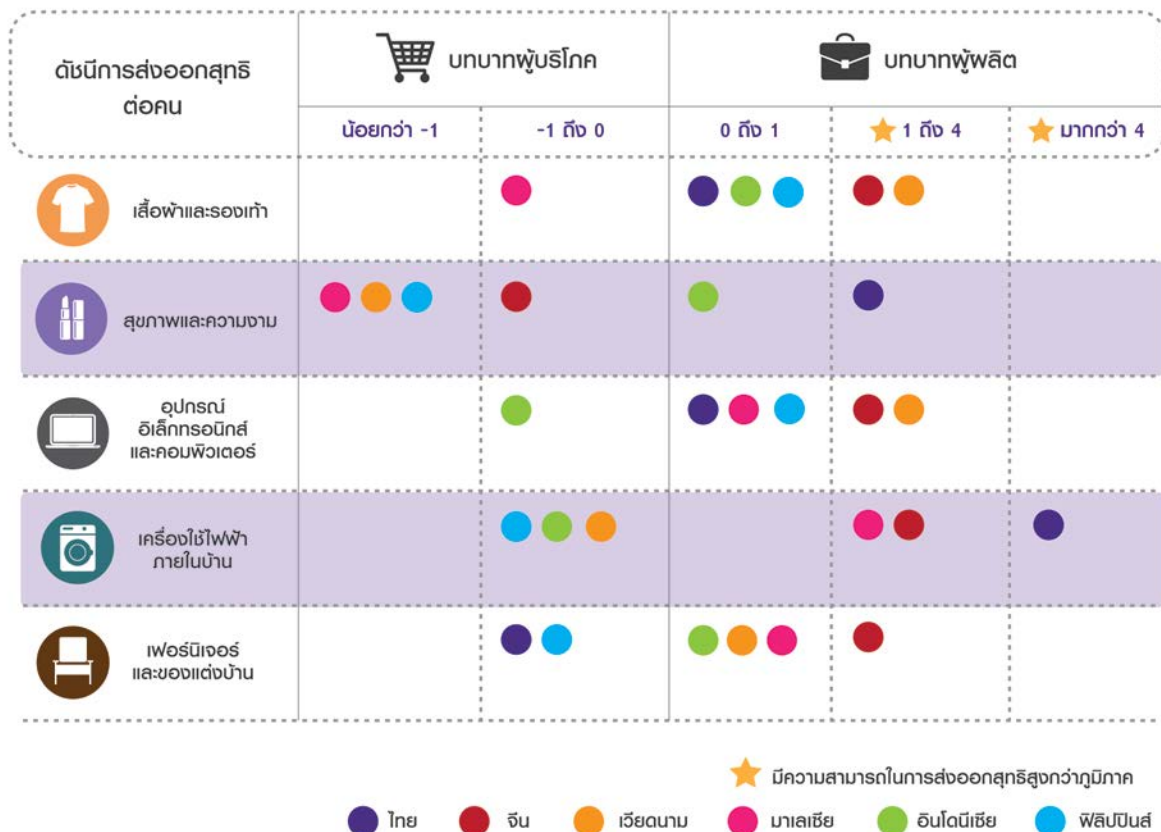 ดัชนีการส่งออกสุทธิ
ต่อคน
บทบาทผู้บริโภค
บทบาทผู้ผลิต
น้อยกว่า -1
-1 ถึง 0
0 ถึง 1
1 ถึง 4
มากกว่า 4
เสื้อผ้าและรองเท้า
สุขภาพและความงาม
อุปกรณ์
อิเล็กทรอนิกส์
และคอมพิวเตอร์
เครื่องใช้ไฟฟ้า
ภายในบ้าน
เฟอร์นิเจอร์
และของแต่งบ้าน
มีความสามารถในการส่งออกสุทธิสูงกว่าภูมิภาค
ไทย
จีน
เวียดนาม
มาเลเซีย
อินโดนีเซีย
ฟิลิปปินส์